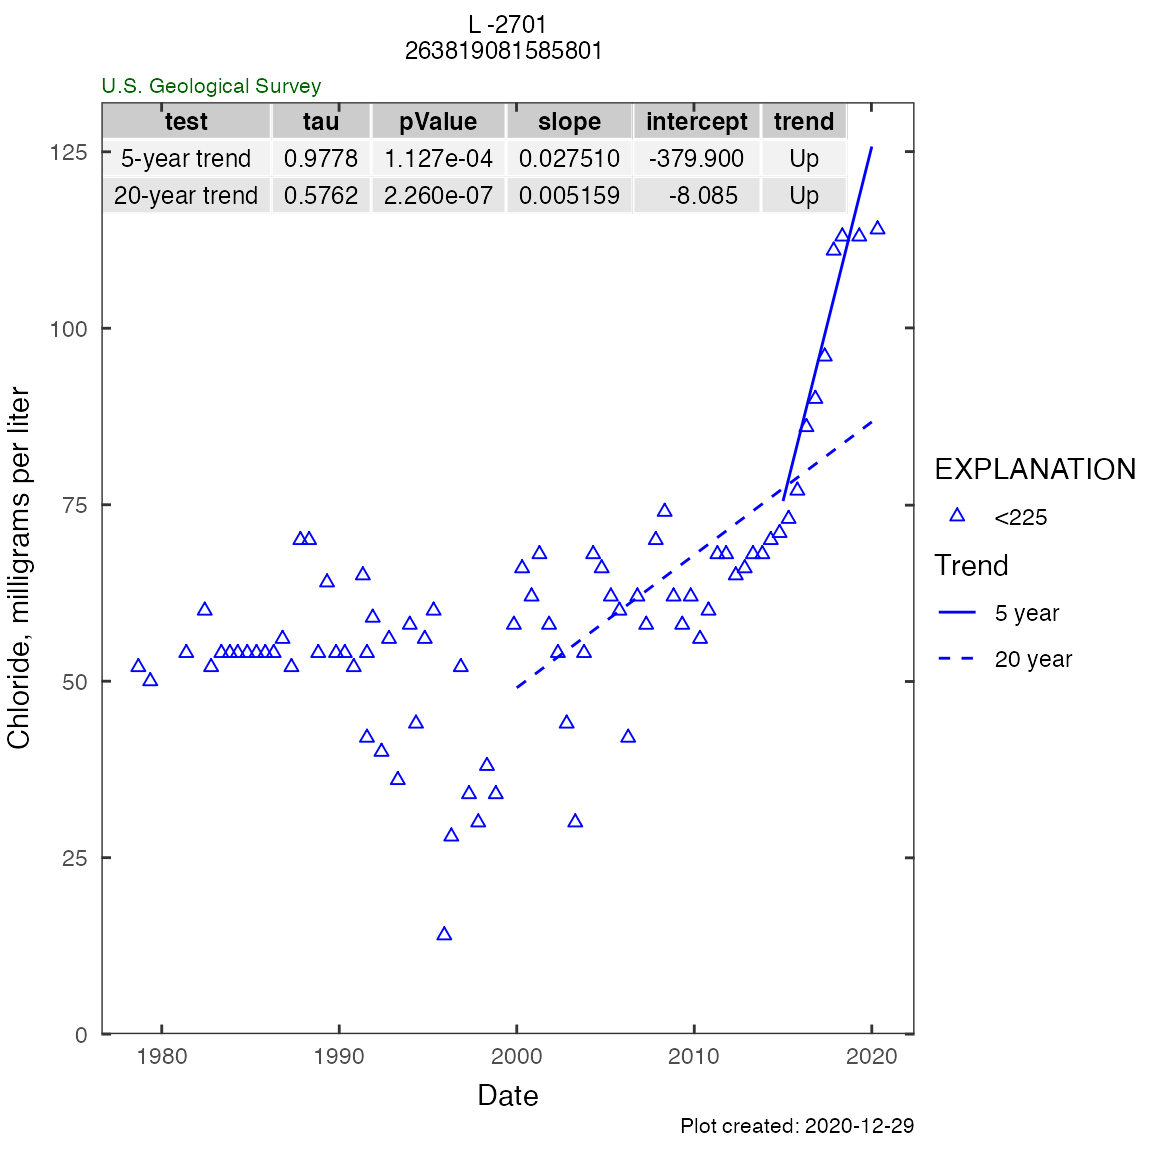 L -2701
263819081585801
U.S. Geological Survey
test tau pValue slope intercept trend
5-year trend 0.9778 1.127e-04 0.027510 -379.900 Up
20-year trend 0.5762 2.260e-07 0.005159 -8.085 Up
125
100
75
50
25
0
Chloride, milligrams per liter
1980 1990 2000 2010 2020
Date
EXPLANATION
<225
Trend
5 year
20 year
Plot created: 2020-12-29